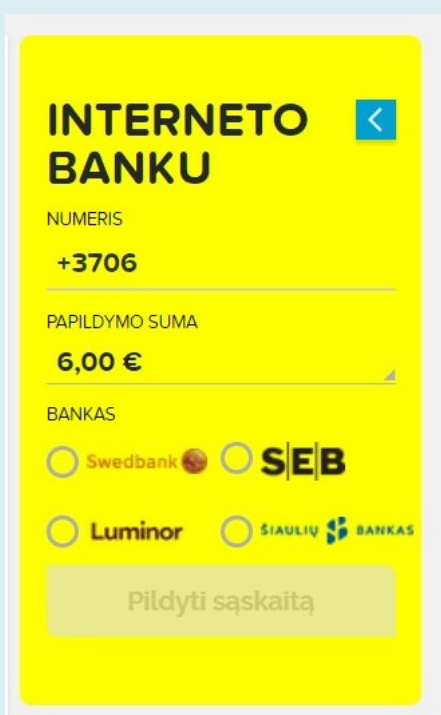 INTERNETO
BANKU
NUMERIS
+3706
PAPILDYMO SUMA
6,00 €
BANKAS
Swedbank SEB
Luminor ŠIAULIŲ BANKAS
Pildyti sąskaitą